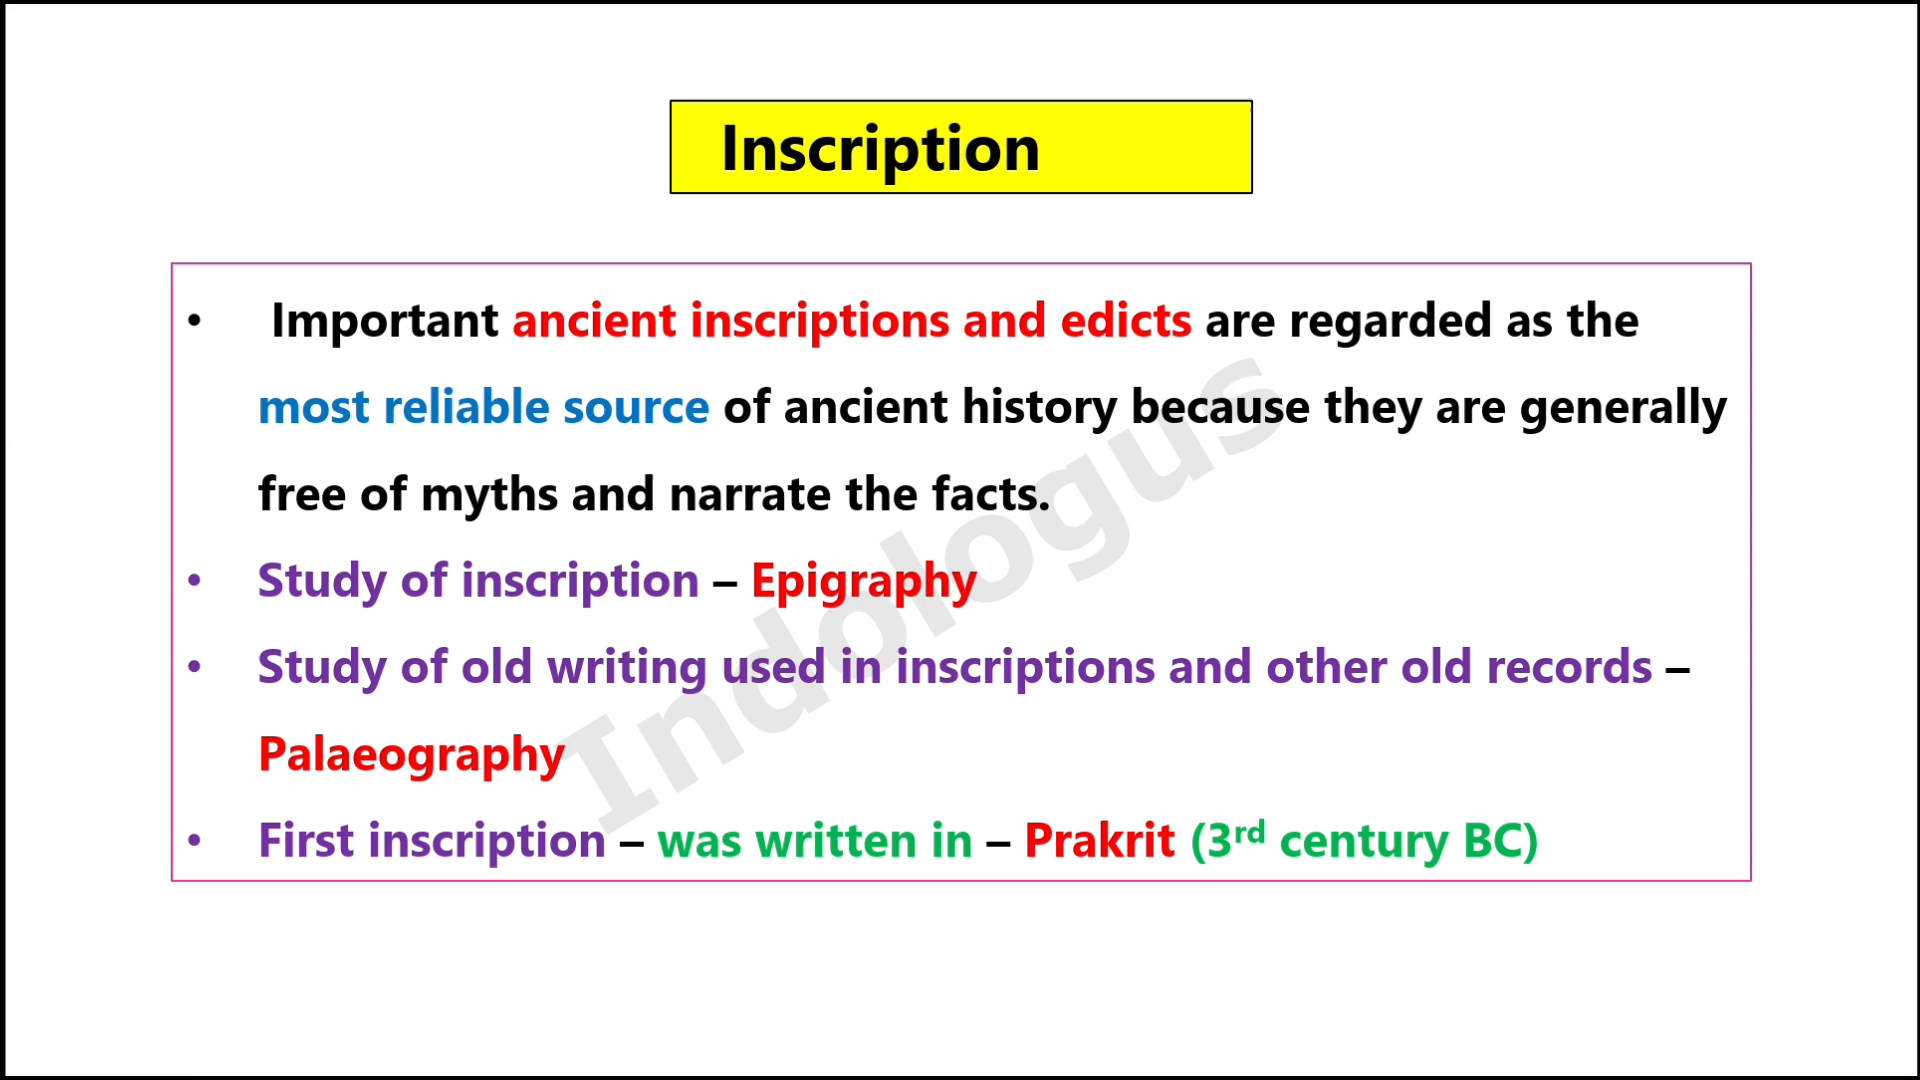 Inscription
• Important ancient inscriptions and edicts are regarded as the
most reliable source of ancient history because they are generally
free of myths and narrate the facts.
• Study of inscription – Epigraphy
• Study of old writing used in inscriptions and other old records –
Palaeography
• First inscription – was written in – Prakrit (3rd century BC)
Indologus